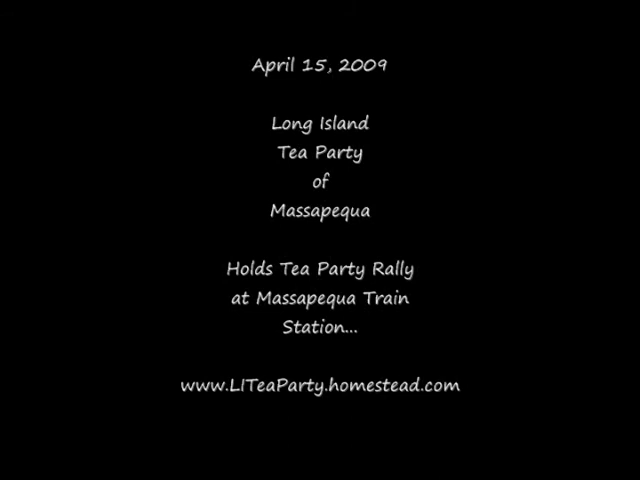 April 15, 2009
Long Island
Tea Party
of
Massapequa
Holds Tea Party Rally
at Massapequa Train
Station...
www.LITeaParty.homestead.com